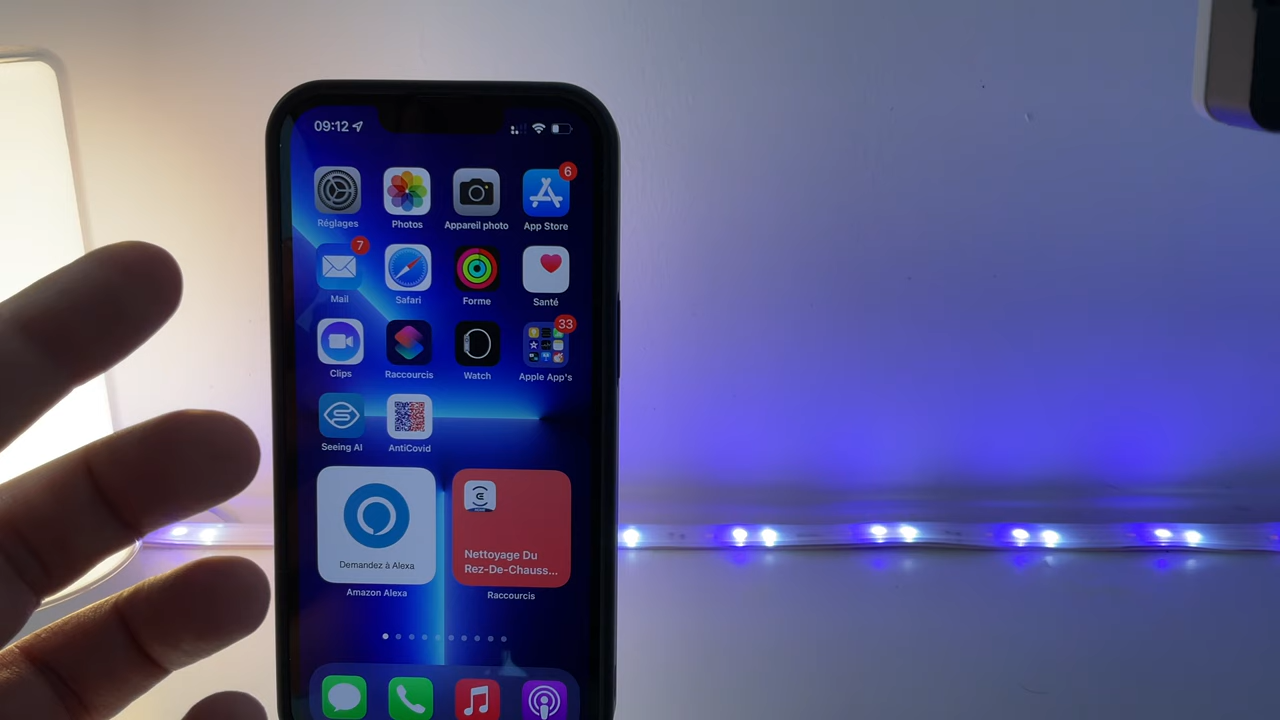 09:12
6
Réglages Photos Appareil photo App Store
7
Mail Safari Forme Santé
33
Clips Raccourcis Watch Apple App's
Seeing AI AntiCovid
Demandez à Alexa
Nettoyage Du
Rez-De-Chauss...
Amazon Alexa Raccourcis